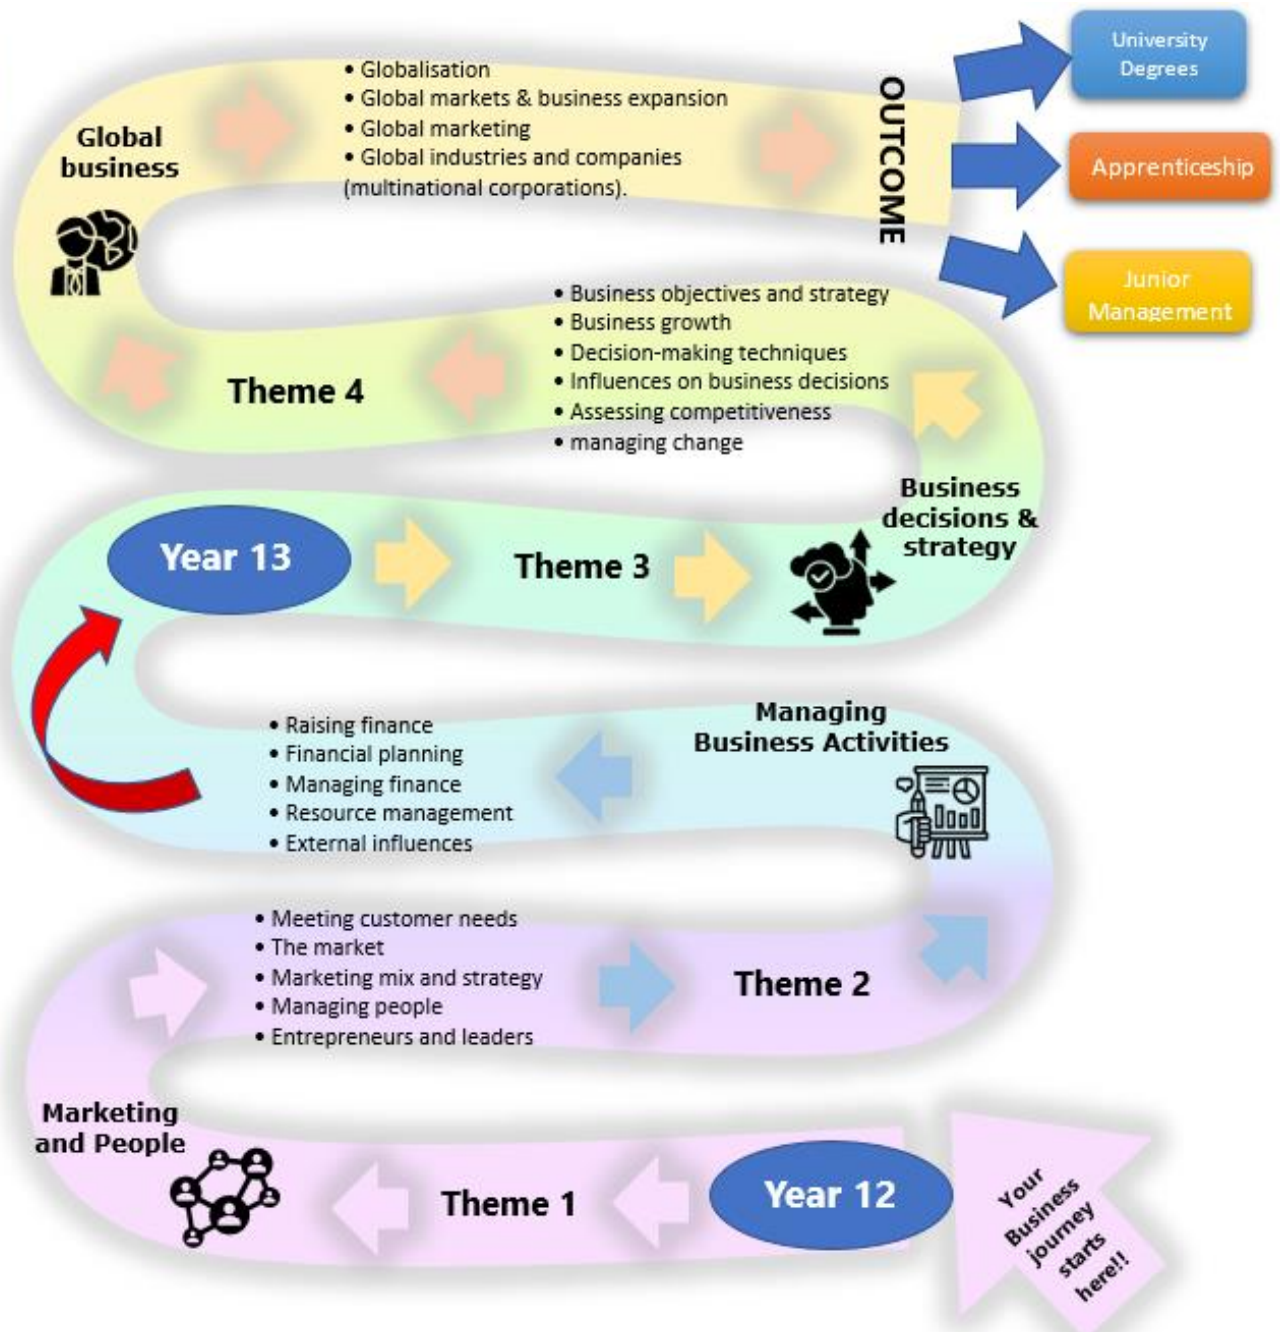 University
Degrees
• Globalisation
• Global markets & business expansion
• Global marketing
• Global industries and companies
(multinational corporations).
OUTCOME
Global
business
Apprenticeship
Junior
Management
• Business objectives and strategy
• Business growth
• Decision-making techniques
• Influences on business decisions
• Assessing competitiveness
• managing change
Theme 4
Business
decisions &
strategy
Year 13
Theme 3
Managing
Business Activities
• Raising finance
• Financial planning
• Managing finance
• Resource management
• External influences
• Meeting customer needs
• The market
• Marketing mix and strategy
• Managing people
• Entrepreneurs and leaders
Theme 2
Marketing
and People
Theme 1
Year 12
Your
Business
journey
starts
here!!